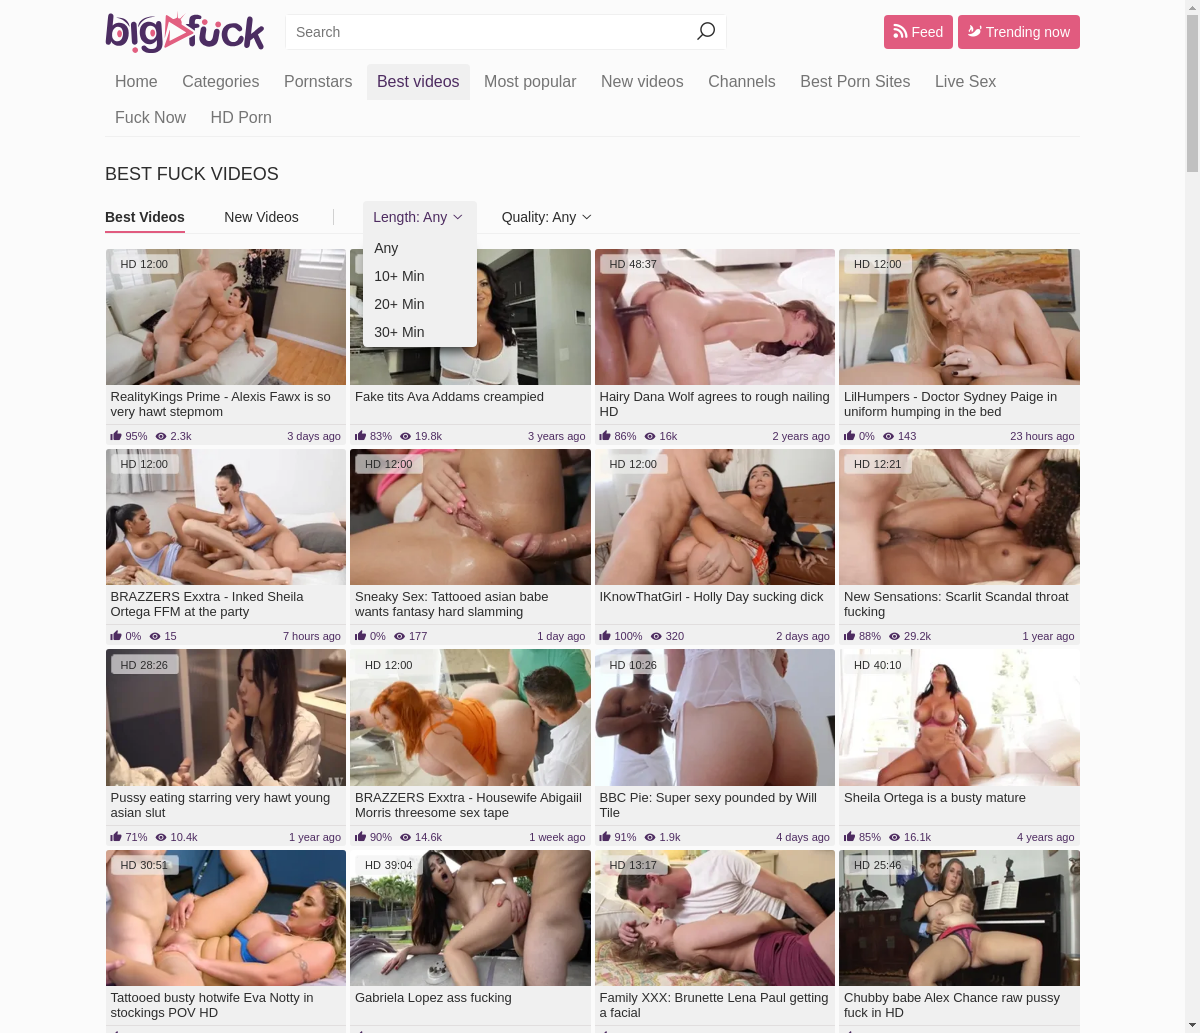 bigfuck
Search
Feed
Trending now
Home Categories Pornstars Best videos Most popular New videos Channels Best Porn Sites Live Sex
Fuck Now HD Porn
BEST FUCK VIDEOS
Best Videos New Videos Length: Any Quality: Any
Any
10+ Min
20+ Min
30+ Min
HD 12:00
RealityKings Prime - Alexis Fawx is so
very hawt stepmom
95% 2.3k 3 days ago
Fake tits Ava Addams creampied
83% 19.8k 3 years ago
HD 48:37
Hairy Dana Wolf agrees to rough nailing
HD
86% 16k 2 years ago
HD 12:00
LilHumpers - Doctor Sydney Paige in
uniform humping in the bed
0% 143 23 hours ago
HD 12:00
BRAZZERS Exxtra - Inked Sheila
Ortega FFM at the party
0% 15 7 hours ago
HD 12:00
Sneaky Sex: Tattooed asian babe
wants fantasy hard slamming
0% 177 1 day ago
HD 12:00
IKnowThatGirl - Holly Day sucking dick
100% 320 2 days ago
HD 12:21
New Sensations: Scarlit Scandal throat
fucking
88% 29.2k 1 year ago
HD 28:26
AV
Pussy eating starring very hawt young
asian slut
71% 10.4k 1 year ago
HD 12:00
BRAZZERS Exxtra - Housewife Abigaiil
Morris threesome sex tape
90% 14.6k 1 week ago
HD 10:26
BBC Pie: Super sexy pounded by Will
Tile
91% 1.9k 4 days ago
HD 40:10
Sheila Ortega is a busty mature
85% 16.1k 4 years ago
HD 30:51
Tattooed busty hotwife Eva Notty in
stockings POV HD
HD 39:04
Gabriela Lopez ass fucking
HD 13:17
Family XXX: Brunette Lena Paul getting
a facial
HD 25:46
Chubby babe Alex Chance raw pussy
fuck in HD